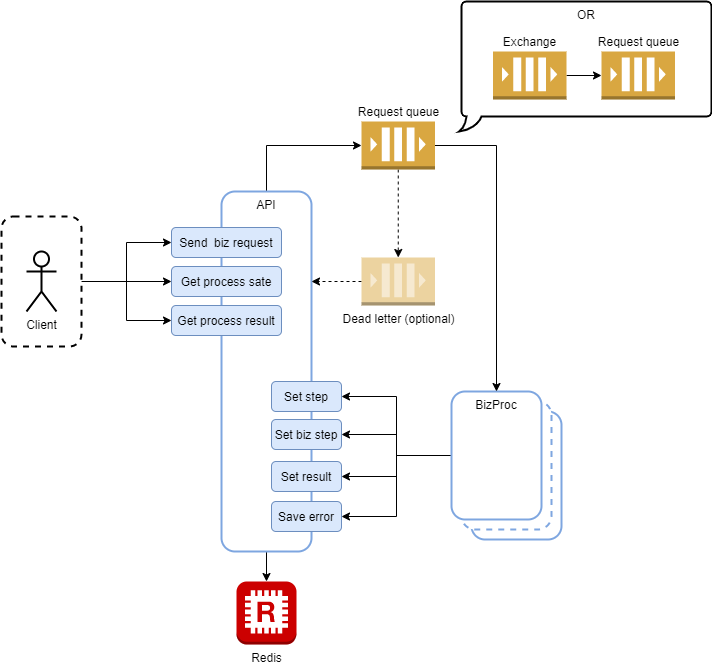 OR
Exchange
Request queue
Request queue
API
Send  biz request
Get process sate
Get process result
Client
Dead letter (optional)
Set step
Set biz step
Set result
Save error
BizProc
R
Redis